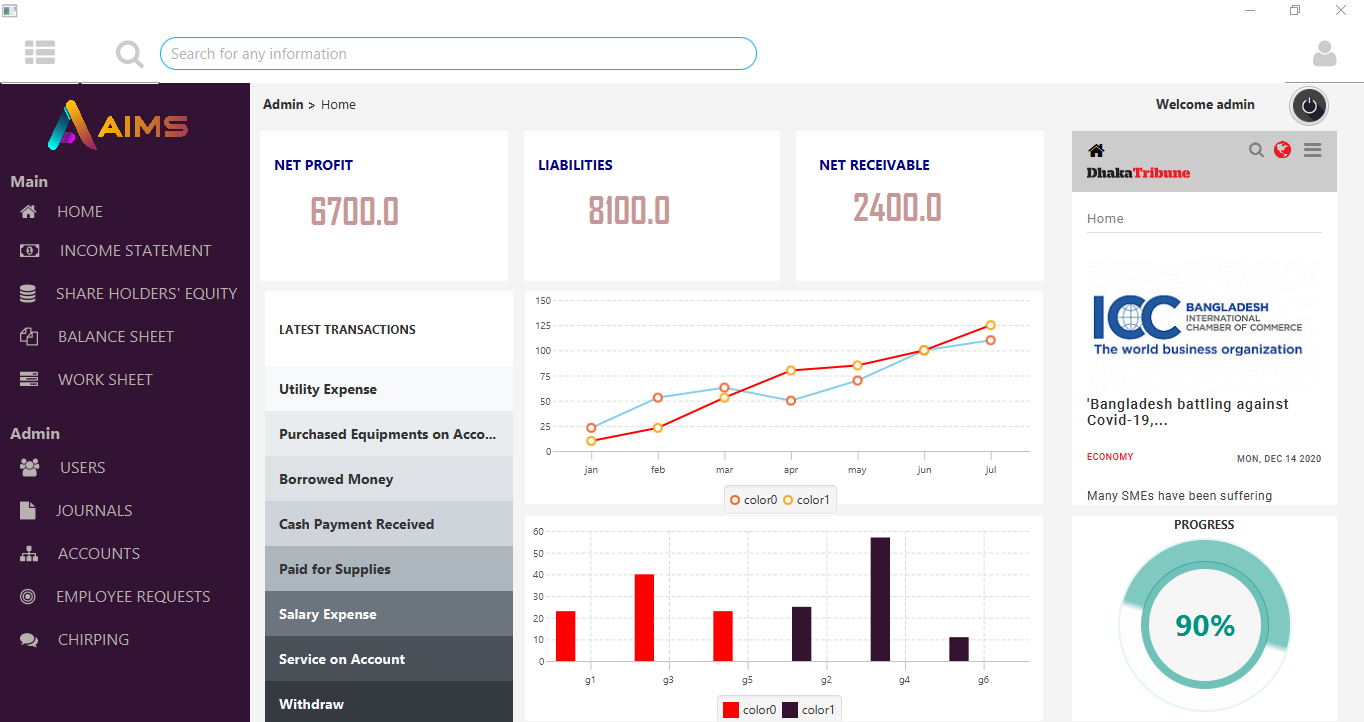 Search for any information
AIMS
Main
HOME
INCOME STATEMENT
SHARE HOLDERS' EQUITY
BALANCE SHEET
WORK SHEET
Admin
USERS
JOURNALS
ACCOUNTS
EMPLOYEE REQUESTS
CHIRPING
Admin > Home
Welcome admin
NET PROFIT
6700.0
LIABILITIES
8100.0
NET RECEIVABLE
2400.0
LATEST TRANSACTIONS
Utility Expense
Purchased Equipments on Acco...
Borrowed Money
Cash Payment Received
Paid for Supplies
Salary Expense
Service on Account
Withdraw
150
125
100
75
50
25
0
jan feb mar apr may jun jul
color0 color1
60
50
40
30
20
10
0
g1 g3 g5 g2 g4 g6
color0 color1
DhakaTribune
Home
ICC BANGLADESH
INTERNATIONAL
CHAMBER OF COMMERCE
The world business organization
'Bangladesh battling against
Covid-19,...
ECONOMY MON, DEC 14 2020
Many SMEs have been suffering
PROGRESS
90%